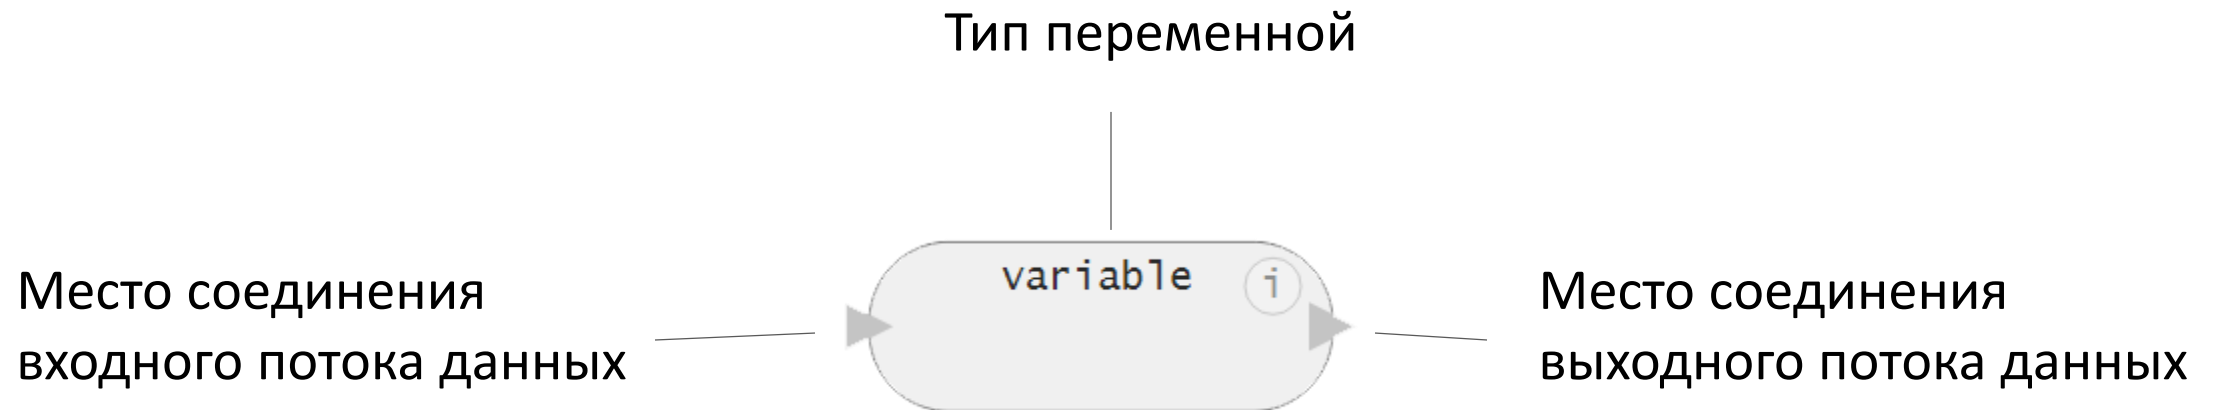 Тип переменной
variable
i
Место соединения
входного потока данных
Место соединения
выходного потока данных